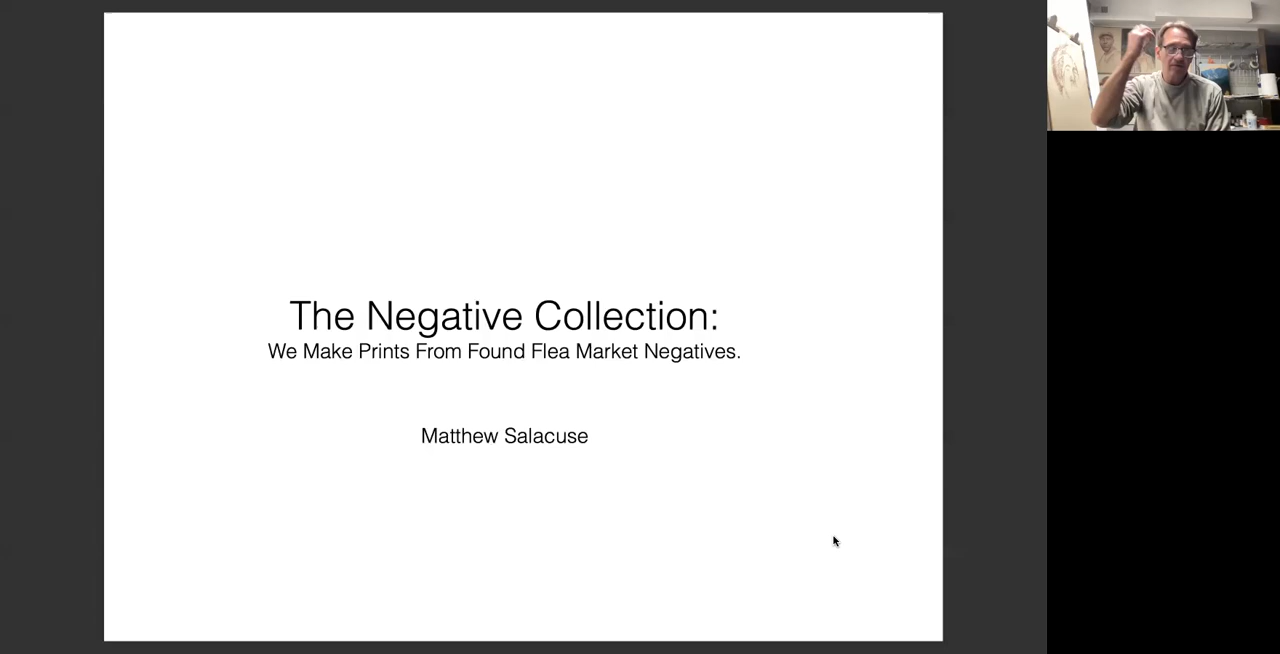 The Negative Collection:
We Make Prints From Found Flea Market Negatives.
Matthew Salacuse